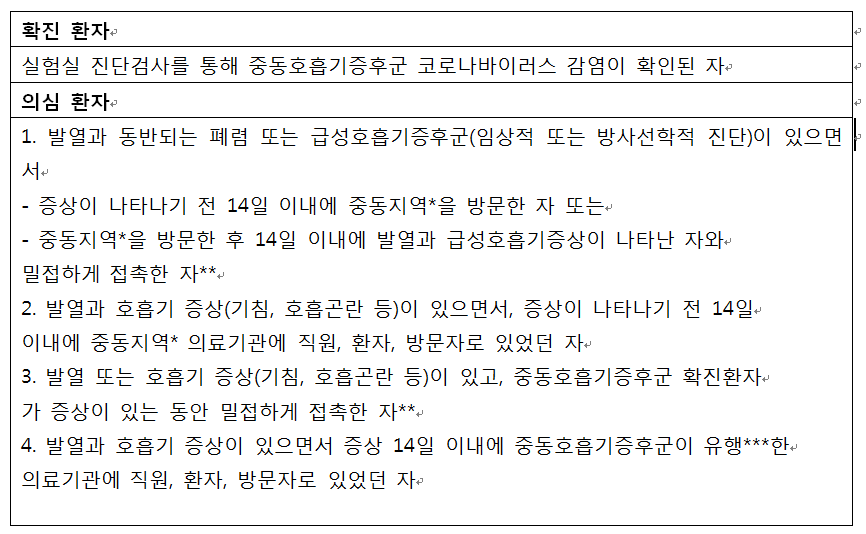 확진 환자
실험실 진단검사를 통해 중동호흡기증후군 코로나바이러스 감염이 확인된 자
의심 환자
1. 발열과 동반되는 폐렴 또는 급성호흡기증후군(임상적 또는 방사선학적 진단)이 있으면
서
- 증상이 나타나기 전 14일 이내에 중동지역*을 방문한 자 또는
- 중동지역*을 방문한 후 14일 이내에 발열과 급성호흡기증상이 나타난 자와
밀접하게 접촉한 자**
2. 발열과 호흡기 증상(기침, 호흡곤란 등)이 있으면서, 증상이 나타나기 전 14일
이내에 중동지역* 의료기관에 직원, 환자, 방문자로 있었던 자
3. 발열 또는 호흡기 증상(기침, 호흡곤란 등)이 있고, 중동호흡기증후군 확진환자
가 증상이 있는 동안 밀접하게 접촉한 자**
4. 발열과 호흡기 증상이 있으면서 증상 14일 이내에 중동호흡기증후군이 유행***한
의료기관에 직원, 환자, 방문자로 있었던 자